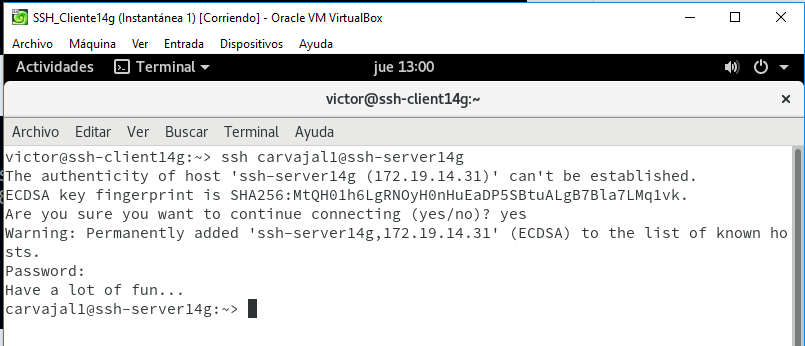 SSH_Cliente14g (Instantánea 1) [Corriendo] - Oracle VM VirtualBox
Archivo Máquina Ver Entrada Dispositivos Ayuda
Actividades Terminal jue 13:00
victor@ssh-client14g:~
Archivo Editar Ver Buscar Terminal Ayuda
victor@ssh-client14g:~> ssh carvajal1@ssh-server14g
The authenticity of host 'ssh-server14g (172.19.14.31)' can't be established.
ECDSA key fingerprint is SHA256:MtQH01h6LgRNOyH0nHuEaDP5SBtuALgB7Bla7LMq1vk.
Are you sure you want to continue connecting (yes/no)? yes
Warning: Permanently added 'ssh-server14g,172.19.14.31' (ECDSA) to the list of known ho
sts.
Password:
Have a lot of fun...
carvajal1@ssh-server14g:~>